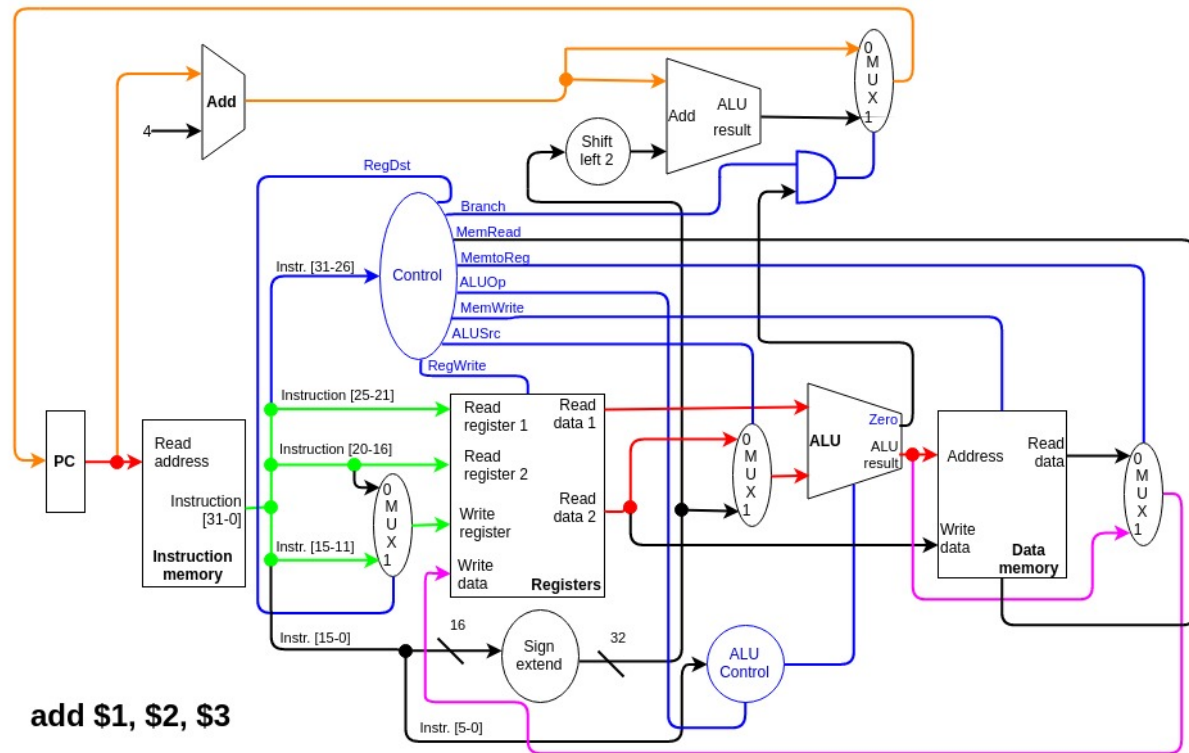 0
M
U
X
1
Add
4
Add
ALU
result
Shift
left 2
RegDst
Branch
MemRead
MemtoReg
ALUOp
MemWrite
ALUSrc
RegWrite
Control
Instr. [31-26]
Instruction [25-21]
Instruction [20-16]
Instr. [15-11]
Instr. [15-0]
Instr. [5-0]
PC
Read
address
Instruction
[31-0]
Instruction
memory
0
M
U
X
1
Read
register 1
Read
register 2
Write
register
Write
data
Read
data 1
Read
data 2
Registers
0
M
U
X
1
ALU
Zero
ALU
result
Address
Read
data
Write
data
Data
memory
0
M
U
X
1
16
Sign
extend
32
ALU
Control
add $1, $2, $3